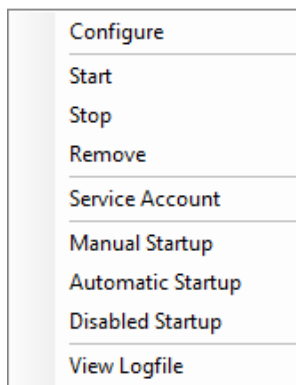 Configure
Start
Stop
Remove
Service Account
Manual Startup
Automatic Startup
Disabled Startup
View Logfile